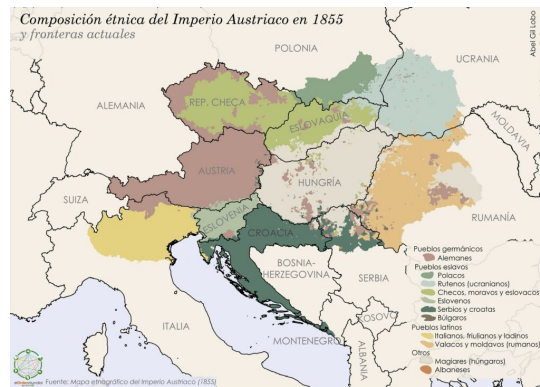 Composición étnica del Imperio Austriaco en 1855
y fronteras actuales
Abel Gil Lobo
POLONIA
UCRANIA
ALEMANIA
REP. CHECA
ESLOVAQUIA
MOLDAVIA
AUSTRIA
HUNGRÍA
SUIZA
ESLOVENIA
CROACIA
RUMANÍA
BOSNIA-
HERZEGOVINA
SERBIA
ITALIA
KOSOVO
MONTENEGRO
ALBANIA
Pueblos germánicos
Alemanes
Pueblos eslavos
Polacos
Rutenos (ucranianos)
Checos, moravos y eslovacos
Eslovenos
Serbios y croatas
Búlgaros
Pueblos latinos
Italianos, friulianos y ladinos
Valacos y moldavos (rumanos)
Otros
Magiares (húngaros)
Albaneses
Fuente: Mapa etnográfico del Imperio Austriaco (1855)